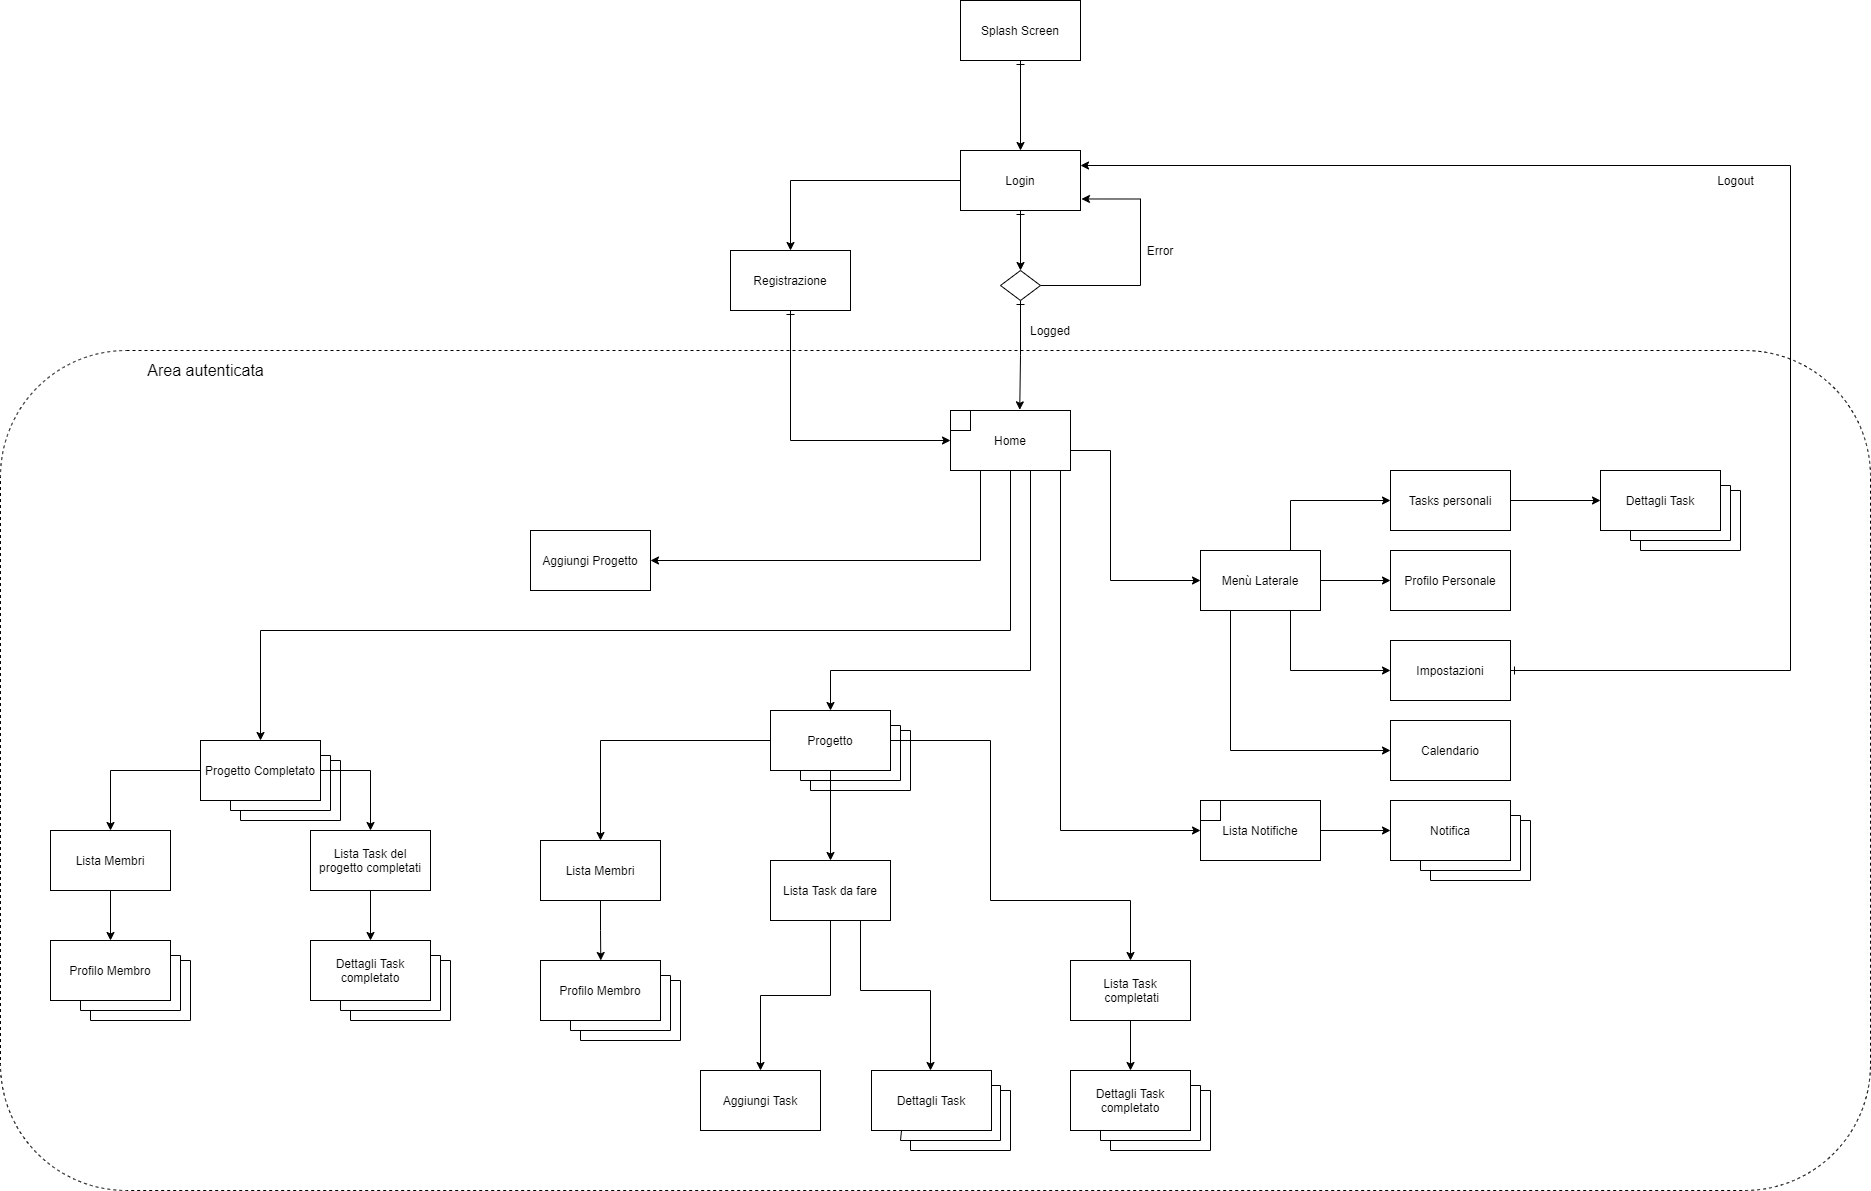 Splash Screen
Login
Logout
Error
Registrazione
Logged
Area autenticata
Home
Tasks personali
Dettagli Task
Aggiungi Progetto
Menù Laterale
Profilo Personale
Impostazioni
Progetto
Calendario
Progetto Completato
Lista Notifiche
Notifica
Lista Membri
Lista Task del
progetto completati
Lista Membri
Lista Task da fare
Profilo Membro
Dettagli Task
completato
Profilo Membro
Lista Task
completati
Aggiungi Task
Dettagli Task
Dettagli Task
completato